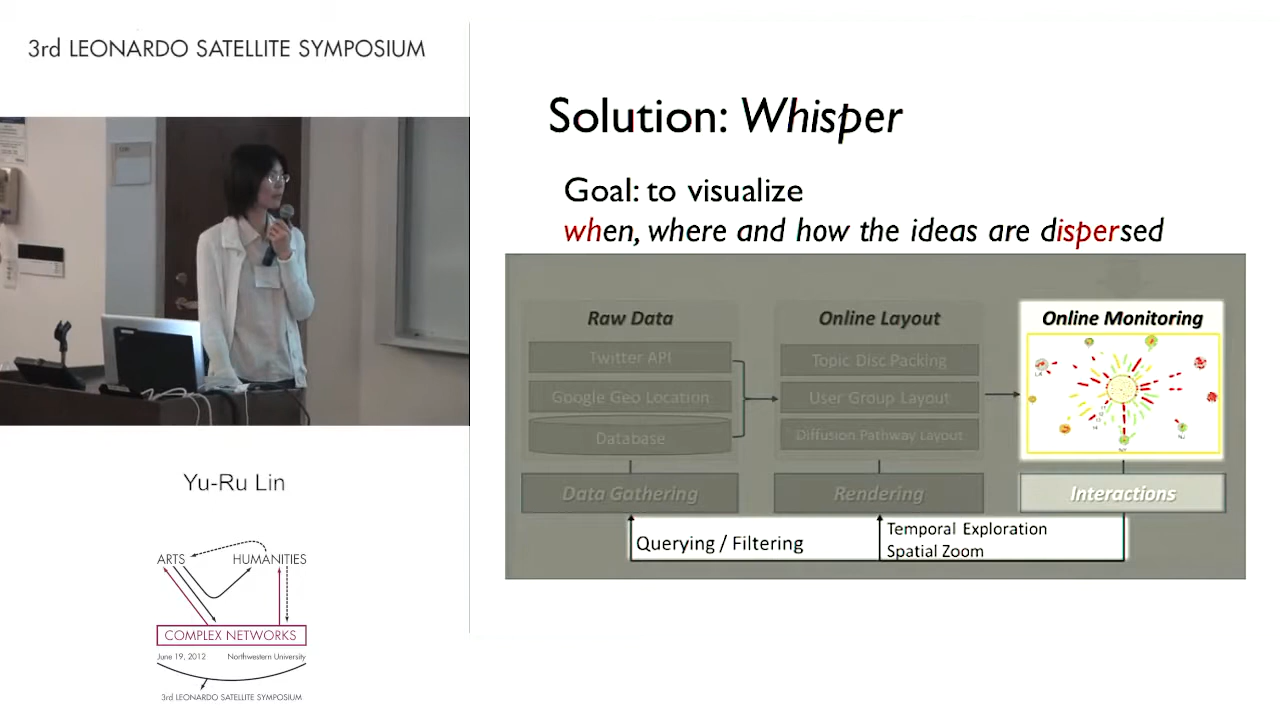 3rd LEONARDO SATELLITE SYMPOSIUM
Solution: Whisper
Goal: to visualize
when, where and how the ideas are dispersed
Raw Data
Twitter API
Google Geo Location
Database
Data Gathering
Online Layout
Topic Disc Packing
User Group Layout
Diffusion Pathway Layout
Rendering
Online Monitoring
Interactions
Querying / Filtering
Temporal Exploration
Spatial Zoom
Yu-Ru Lin
ARTS
HUMANITIES
COMPLEX NETWORKS
June 19, 2012
Northwestern University
3rd LEONARDO SATELLITE SYMPOSIUM